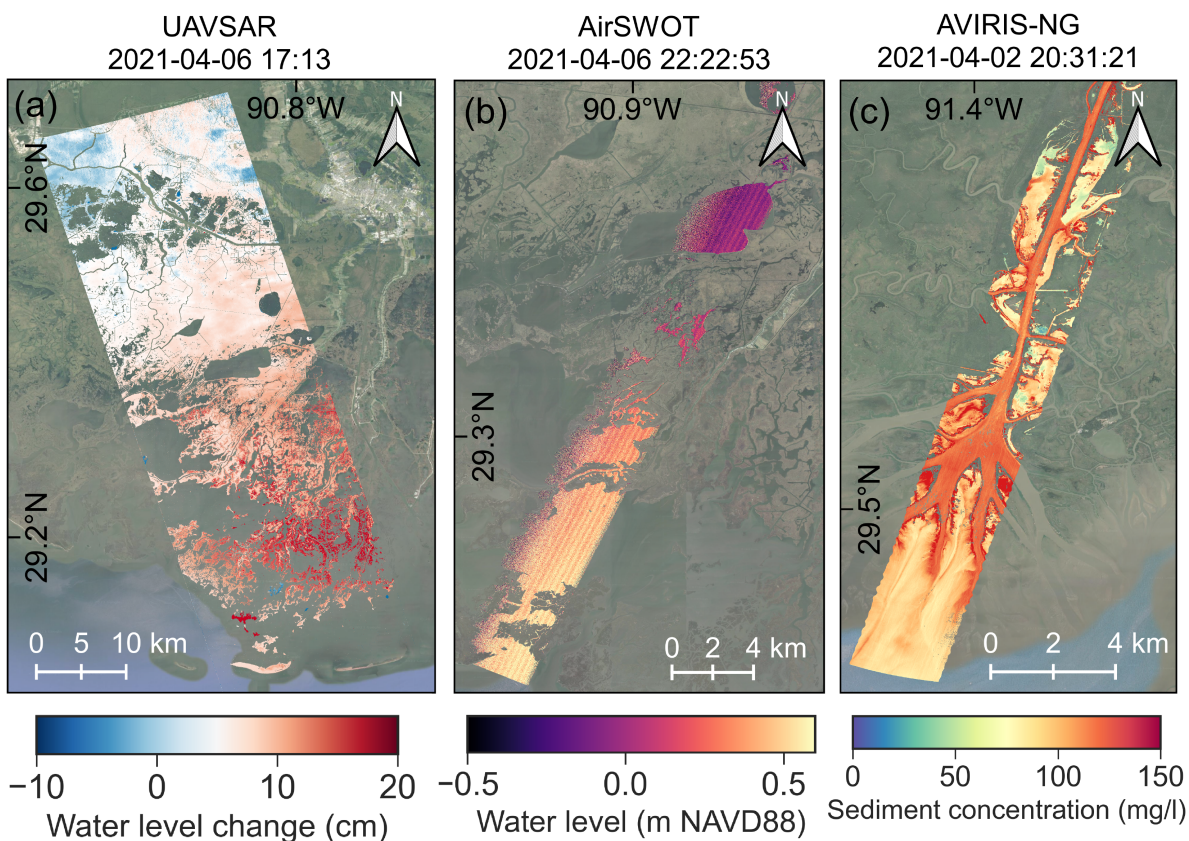 UAVSAR
2021-04-06 17:13
AirSWOT
2021-04-06 22:22:53
AVIRIS-NG
2021-04-02 20:31:21
(a)
90.8°W
N
29.6°N
29.2°N
0 5 10 km
(b)
90.9°W
N
29.3°N
0 2 4 km
(c)
91.4°W
N
29.5°N
0 2 4 km
−10 0 10 20
Water level change (cm)
−0.5 0.0 0.5
Water level (m NAVD88)
0 50 100 150
Sediment concentration (mg/l)